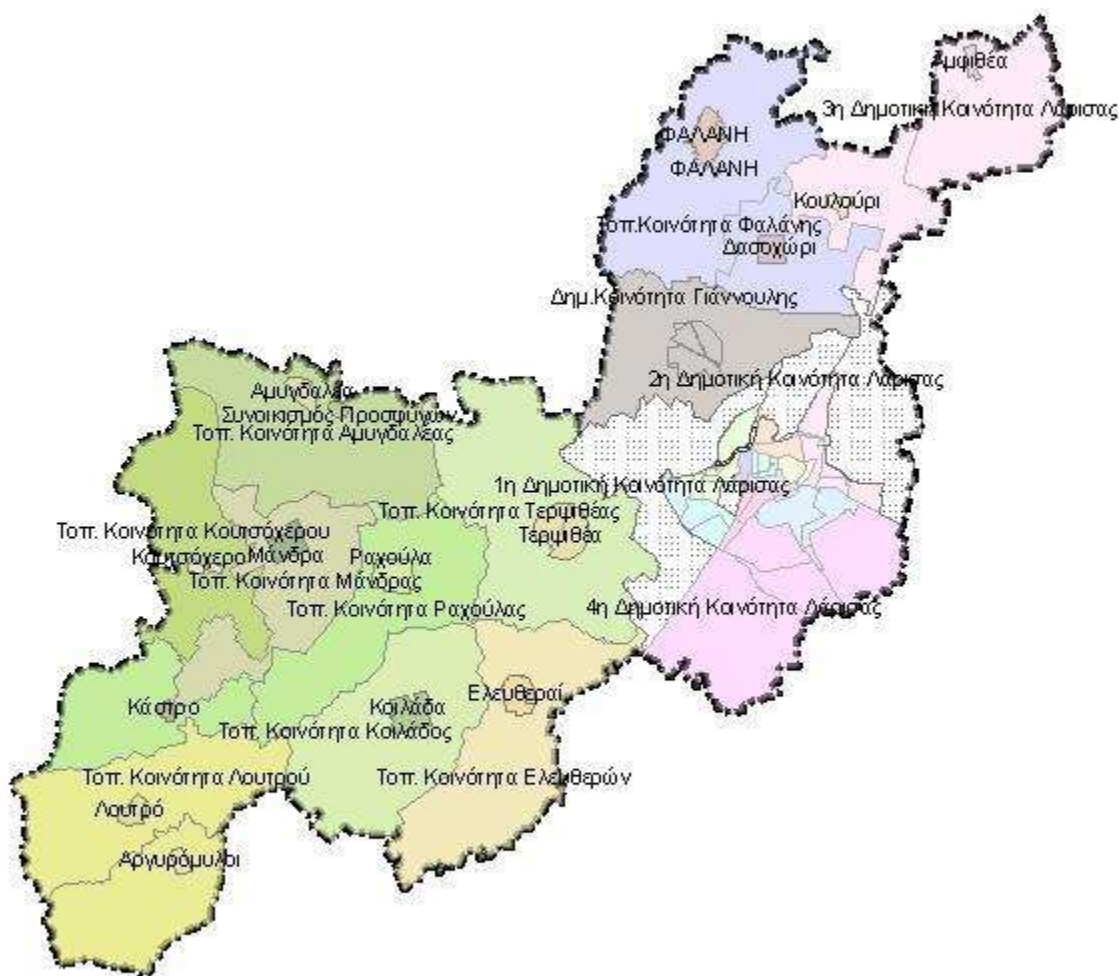 Αμφιθέα
3η Δημοτική Κοινότητα Λάρισας
ΦΑΛΑΝΗ
ΦΑΛΑΝΗ
Κουλούρι
Τοπ.Κοινότητα Φαλάνης
Δασοχώρι
Δημ.Κοινότητα Γιάννουλης
2η Δημοτική Κοινότητα Λάρισας
Αμυγδαλέα
Συνοικισμός Προσφύγων
Τοπ. Κοινότητα Αμυγδαλέας
1η Δημοτική Κοινότητα Λάρισας
Τοπ. Κοινότητα Τερψιθέας
Τερψιθέα
Τοπ. Κοινότητα Κουτσόχερου
Κουτσόχερο
Μάνδρα
Ραχούλα
Τοπ. Κοινότητα Μάνδρας
Τοπ. Κοινότητα Ραχούλας
4η Δημοτική Κοινότητα Λάρισας
Κάστρο
Κοιλάδα
Ελευθεραί
Τοπ. Κοινότητα Κοιλάδος
Τοπ. Κοινότητα Λουτρού
Τοπ. Κοινότητα Ελευθερών
Λουτρό
Αργυρόμυλοι